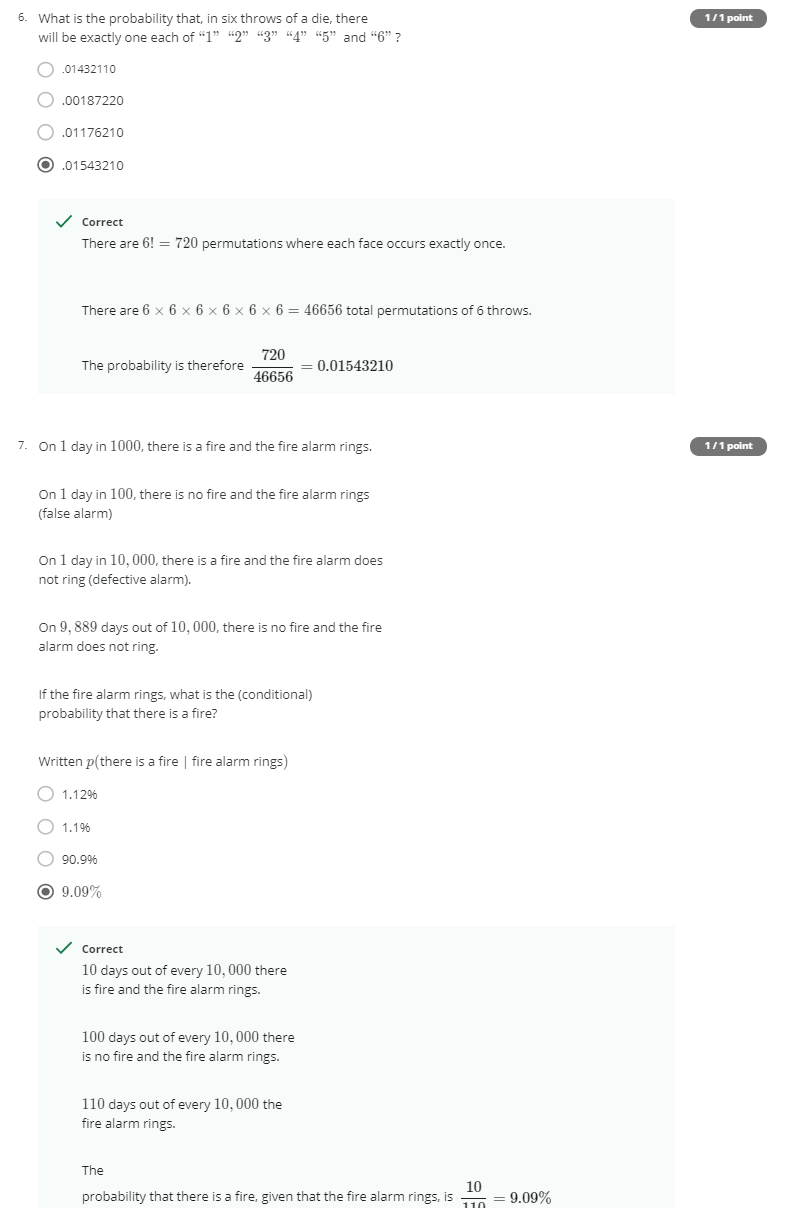 6. What is the probability that, in six throws of a die, there
1 / 1 point
will be exactly one each of “1” “2” “3” “4” “5” and “6” ?
.01432110
.00187220
.01176210
.01543210
Correct
There are 6! = 720 permutations where each face occurs exactly once.
There are 6 × 6 × 6 × 6 × 6 × 6 = 46656 total permutations of 6 throws.
The probability is therefore 720/46656 = 0.01543210
7. On 1 day in 1000, there is a fire and the fire alarm rings.
1 / 1 point
On 1 day in 100, there is no fire and the fire alarm rings
(false alarm)
On 1 day in 10, 000, there is a fire and the fire alarm does
not ring (defective alarm).
On 9, 889 days out of 10, 000, there is no fire and the fire
alarm does not ring.
If the fire alarm rings, what is the (conditional)
probability that there is a fire?
Written p(there is a fire | fire alarm rings)
1.12%
1.1%
90.9%
9.09%
Correct
10 days out of every 10, 000 there
is fire and the fire alarm rings.
100 days out of every 10, 000 there
is no fire and the fire alarm rings.
110 days out of every 10, 000 the
fire alarm rings.
The
probability that there is a fire, given that the fire alarm rings, is 10/110 = 9.09%